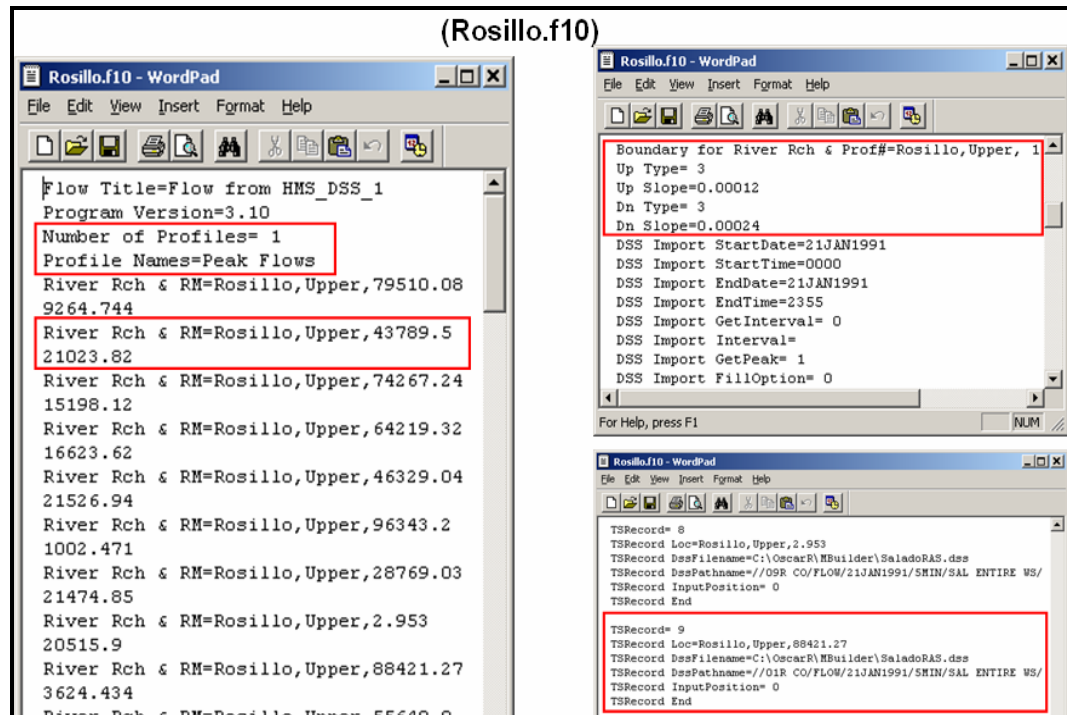 (Rosillo.f10)
Rosillo.f10 - WordPad
File Edit View Insert Format Help
Flow Title=Flow from HMS_DSS_1
Program Version=3.10
Number of Profiles= 1
Profile Names=Peak Flows
River Rch & RM=Rosillo,Upper,79510.08
9264.744
River Rch & RM=Rosillo,Upper,43789.5
21023.82
River Rch & RM=Rosillo,Upper,74267.24
15198.12
River Rch & RM=Rosillo,Upper,64219.32
16623.62
River Rch & RM=Rosillo,Upper,46329.04
21526.94
River Rch & RM=Rosillo,Upper,96343.2
1002.471
River Rch & RM=Rosillo,Upper,28769.03
21474.85
River Rch & RM=Rosillo,Upper,2.953
20515.9
River Rch & RM=Rosillo,Upper,88421.27
3624.434
Rosillo.f10 - WordPad
File Edit View Insert Format Help
Boundary for River Rch & Prof#=Rosillo,Upper, 1
Up Type= 3
Up Slope=0.00012
Dn Type= 3
Dn Slope=0.00024
DSS Import StartDate=21JAN1991
DSS Import StartTime=0000
DSS Import EndDate=21JAN1991
DSS Import EndTime=2355
DSS Import GetInterval= 0
DSS Import Interval=
DSS Import GetPeak= 1
DSS Import FillOption= 0
For Help, press F1
NUM
Rosillo.f10 - WordPad
File Edit View Insert Format Help
TSRecord= 8
TSRecord Loc=Rosillo,Upper,2.953
TSRecord DssFilename=C:\OscarR\MBuilder\SaladoRAS.dss
TSRecord DssPathname=//09R CO/FLOW/21JAN1991/5MIN/SAL ENTIRE WS/
TSRecord InputPosition= 0
TSRecord End
TSRecord= 9
TSRecord Loc=Rosillo,Upper,88421.27
TSRecord DssFilename=C:\OscarR\MBuilder\SaladoRAS.dss
TSRecord DssPathname=//01R CO/FLOW/21JAN1991/5MIN/SAL ENTIRE WS/
TSRecord InputPosition= 0
TSRecord End